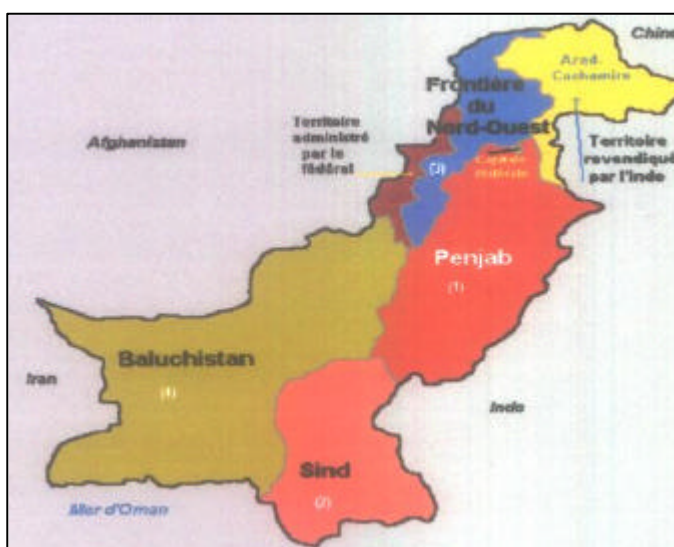 Chine
Azad-
Cachemire
Frontière
du
Nord-Ouest
Territoire
administré
par le
fédéral
Afghanistan
(3)
Capitale
fédérale
Territoire
revendiqué
par l'Inde
Penjab
(1)
Baluchistan
(4)
Iran
Inde
Sind
(2)
Mer d'Oman